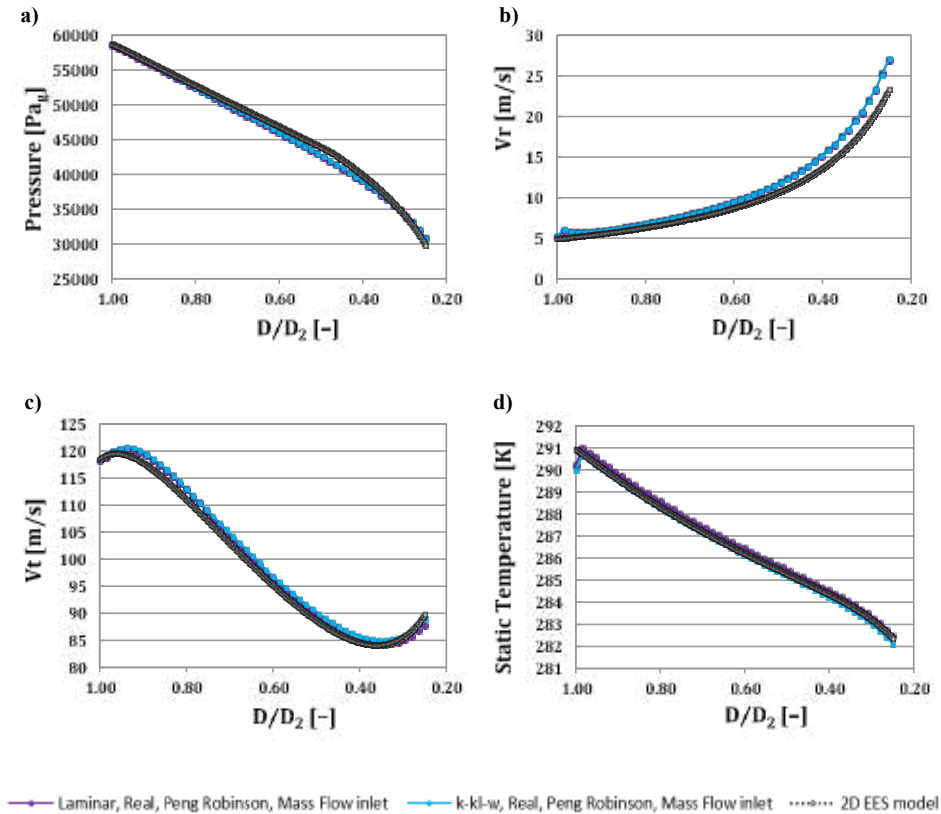 a)
60000
55000
50000
45000
40000
35000
30000
25000
Pressure [Pag]
1.00 0.80 0.60 0.40 0.20
D/D2 [-]
b)
30
25
20
15
10
5
0
Vr [m/s]
1.00 0.80 0.60 0.40 0.20
D/D2 [-]
c)
125
120
115
110
105
100
95
90
85
80
Vt [m/s]
1.00 0.80 0.60 0.40 0.20
D/D2 [-]
d)
292
291
290
289
288
287
286
285
284
283
282
281
Static Temperature [K]
1.00 0.80 0.60 0.40 0.20
D/D2 [-]
Laminar, Real, Peng Robinson, Mass Flow inlet
k-kl-w, Real, Peng Robinson, Mass Flow inlet
2D EES model